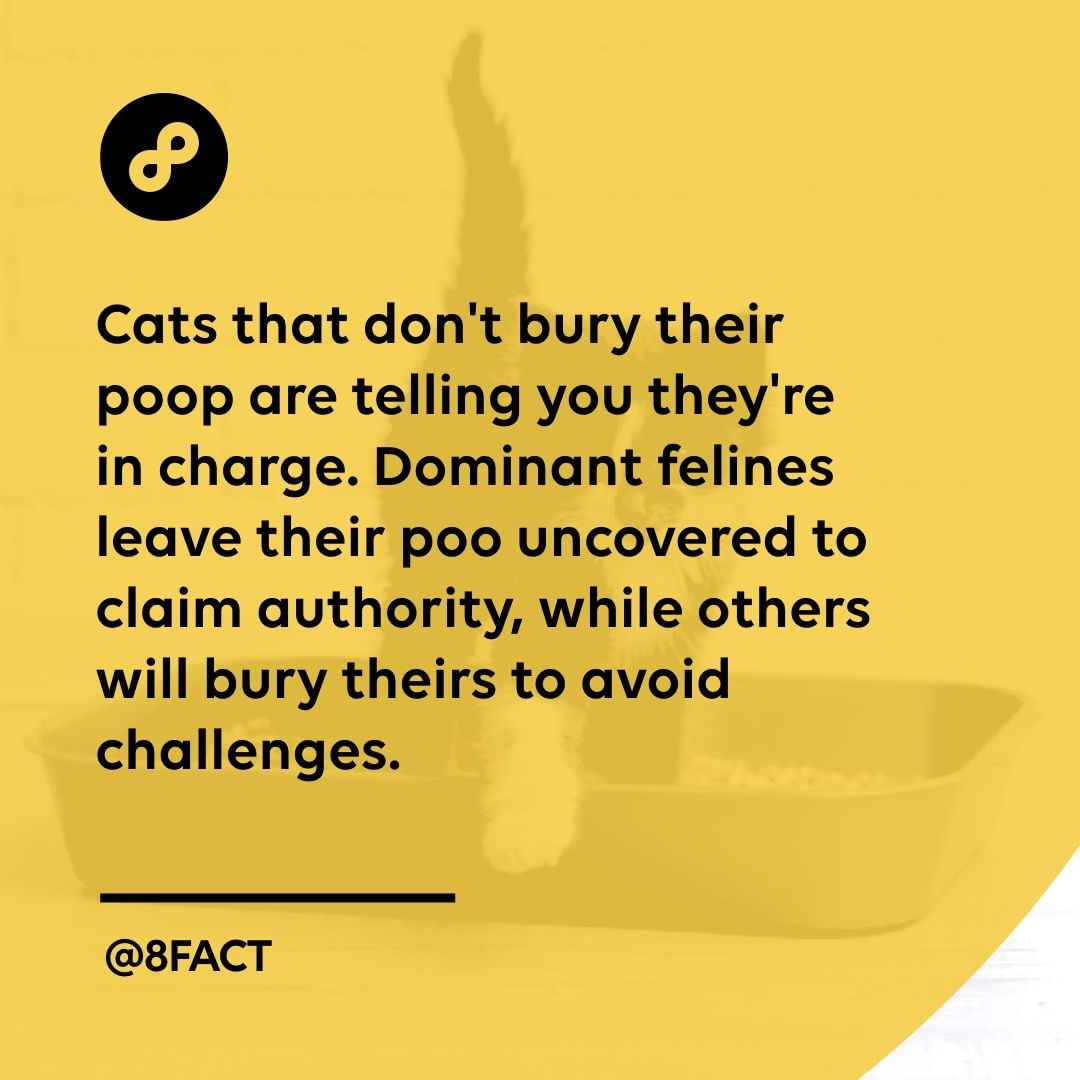 Cats that don't bury their
poop are telling you they're
in charge. Dominant felines
leave their poo uncovered to
claim authority, while others
will bury theirs to avoid
challenges.
@8FACT